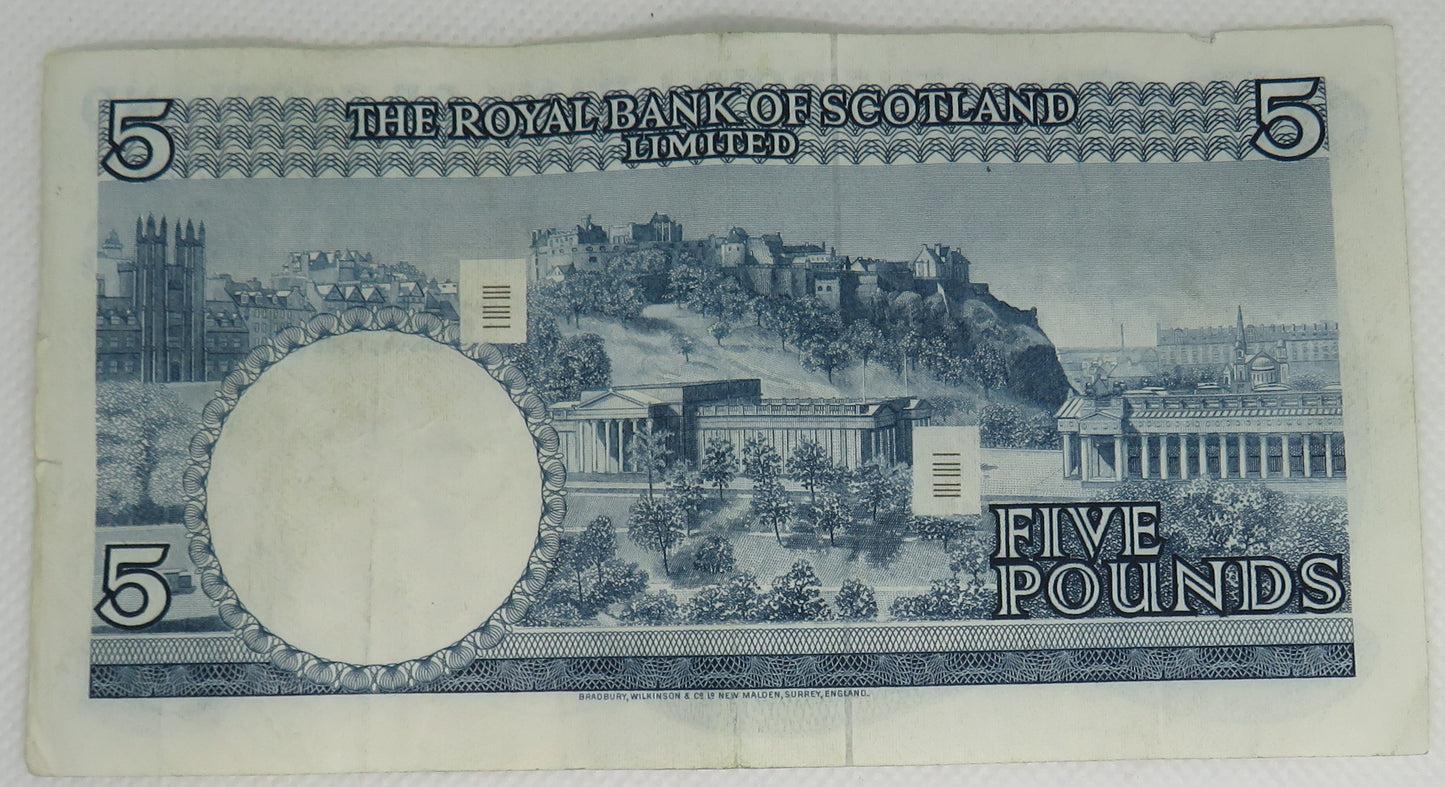 5 THE ROYAL BANK OF SCOTLAND 5
LIMITED
FIVE
POUNDS
5
BRADBURY, WILKINSON & Cº Lᴰ NEW MALDEN, SURREY, ENGLAND.